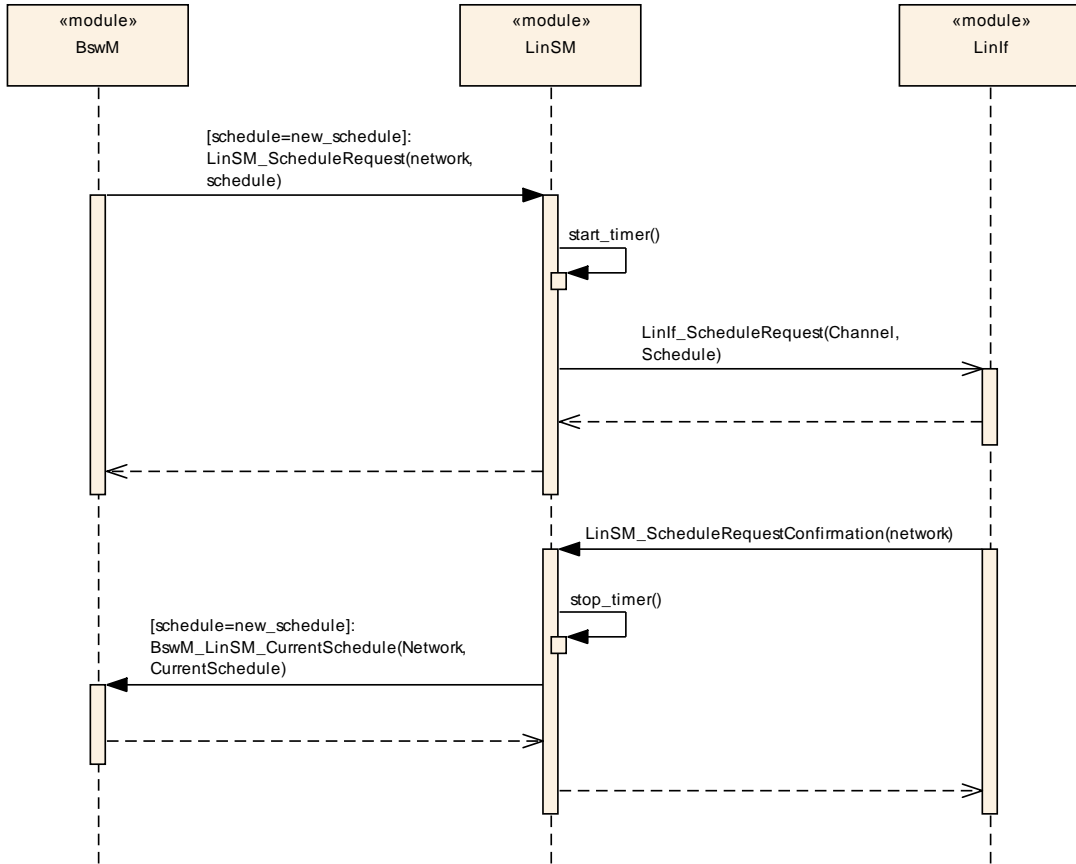 «module»
BswM
«module»
LinSM
«module»
LinIf
[schedule=new_schedule]:
LinSM_ScheduleRequest(network,
schedule)
start_timer()
LinIf_ScheduleRequest(Channel,
Schedule)
LinSM_ScheduleRequestConfirmation(network)
stop_timer()
[schedule=new_schedule]:
BswM_LinSM_CurrentSchedule(Network,
CurrentSchedule)